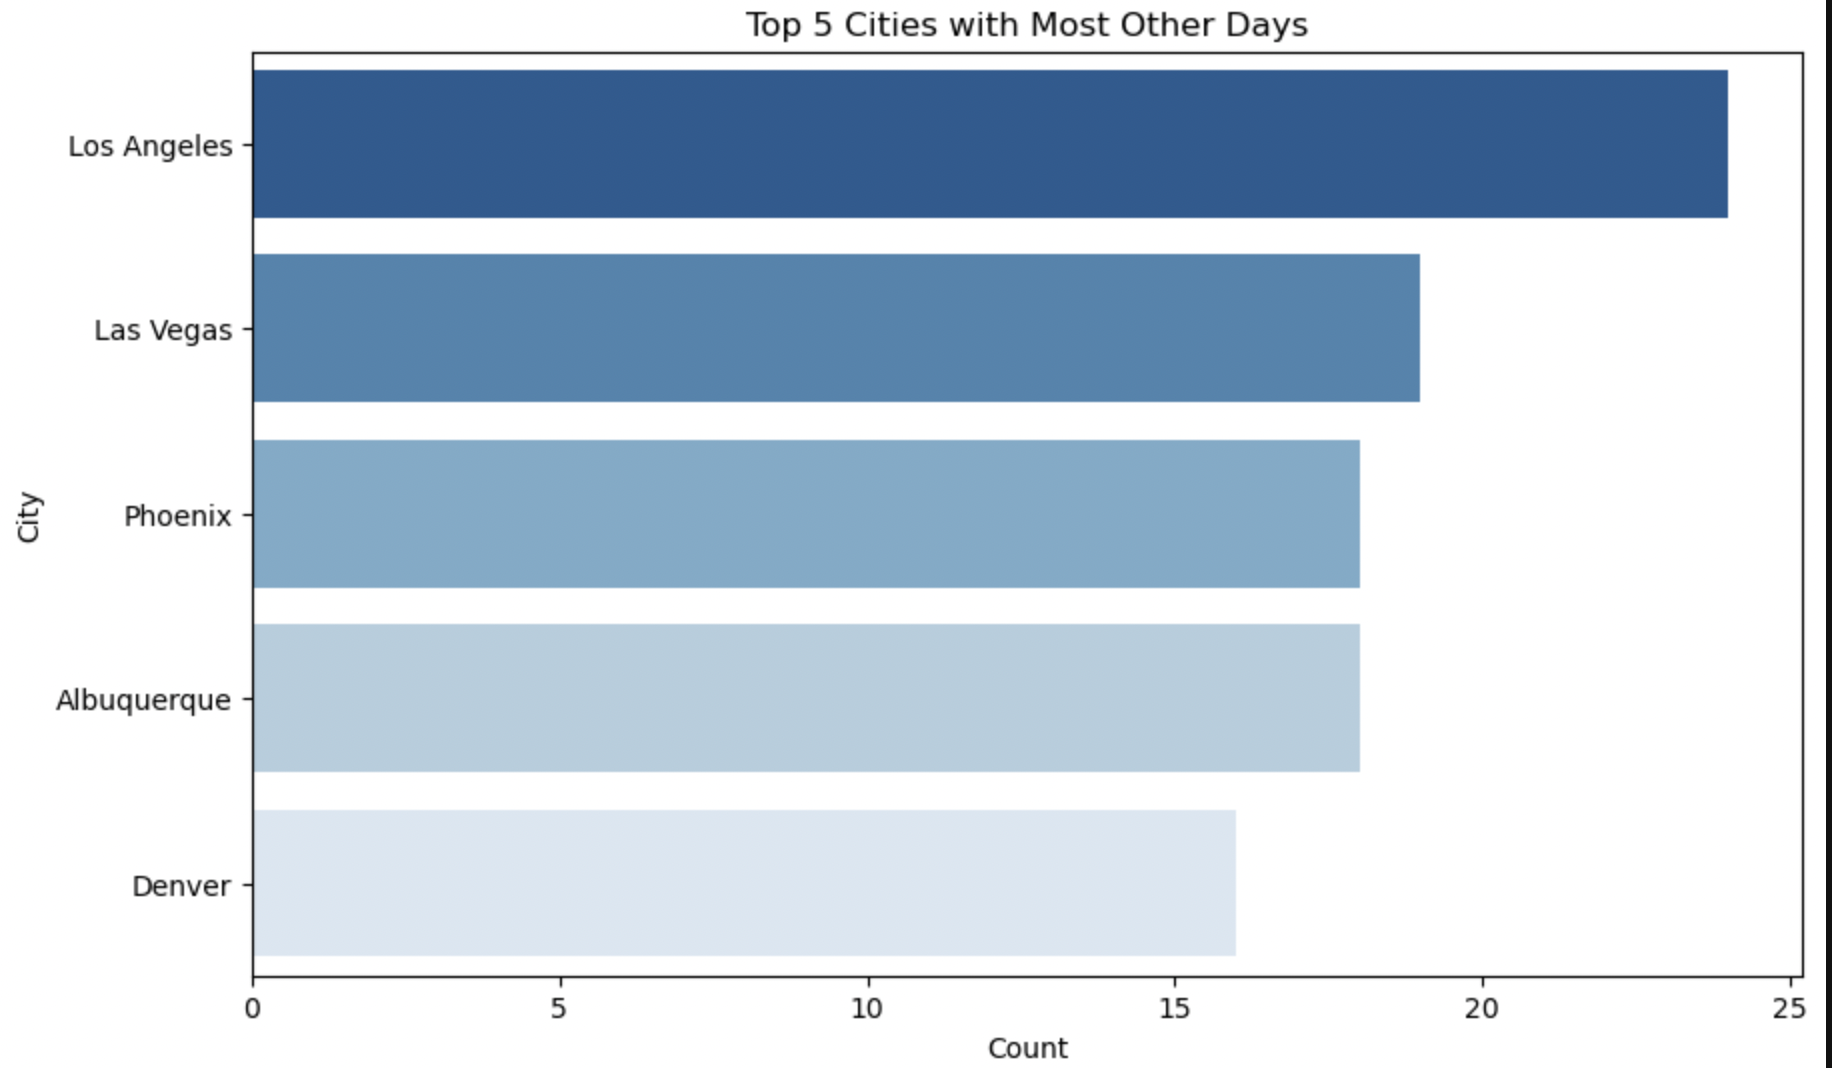 Top 5 Cities with Most Other Days
Los Angeles
Las Vegas
Phoenix
Albuquerque
Denver
City
0 5 10 15 20 25
Count